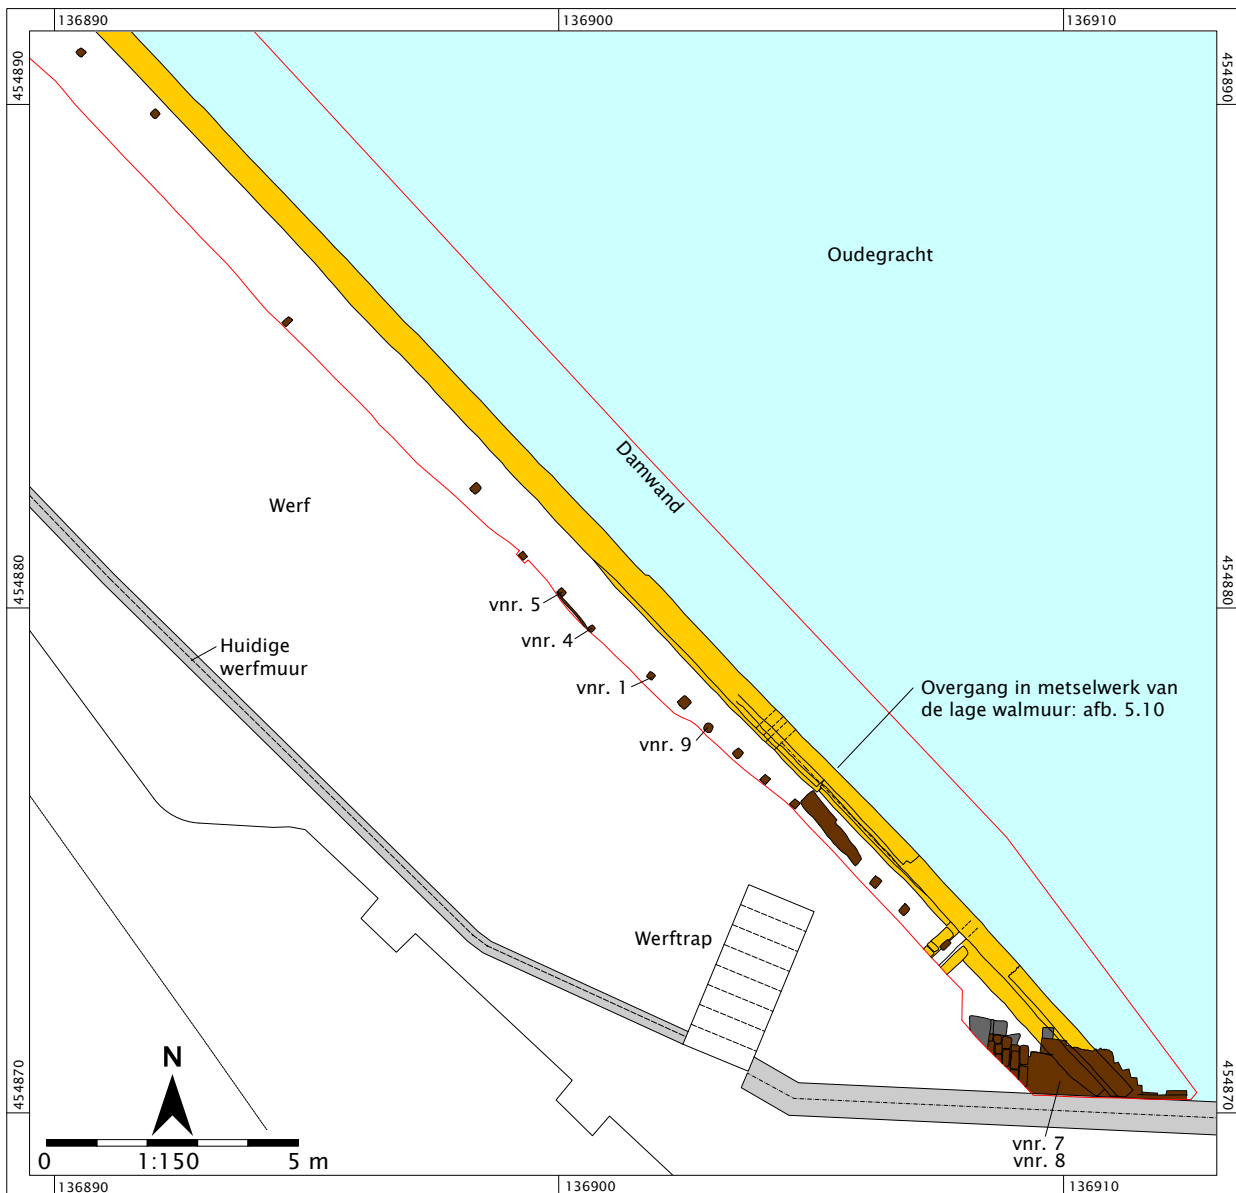 136890
136900
136910
454890
454890
Oudegracht
Damwand
Werf
454880
454880
vnr. 5
vnr. 4
Huidige
werfmuur
vnr. 1
Overgang in metselwerk van
de lage walmuur: afb. 5.10
vnr. 9
Werftrap
N
454870
454870
0
1:150
5 m
vnr. 7
vnr. 8
136890
136900
136910